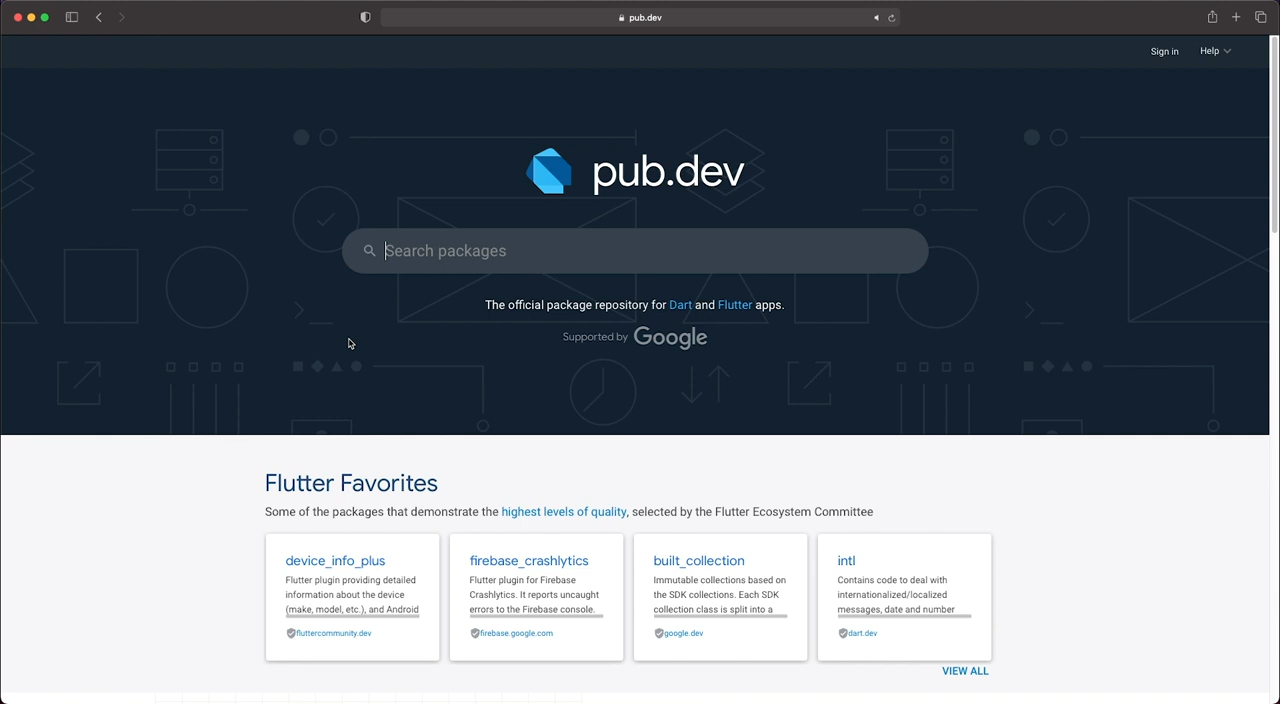 pub.dev
Sign in
Help
pub.dev
Search packages
The official package repository for Dart and Flutter apps.
Supported by Google
Flutter Favorites
Some of the packages that demonstrate the highest levels of quality, selected by the Flutter Ecosystem Committee
device_info_plus
Flutter plugin providing detailed
information about the device
(make, model, etc.), and Android
fluttercommunity.dev
firebase_crashlytics
Flutter plugin for Firebase
Crashlytics. It reports uncaught
errors to the Firebase console.
firebase.google.com
built_collection
Immutable collections based on
the SDK collections. Each SDK
collection class is split into a
google.dev
intl
Contains code to deal with
internationalized/localized
messages, date and number
dart.dev
VIEW ALL